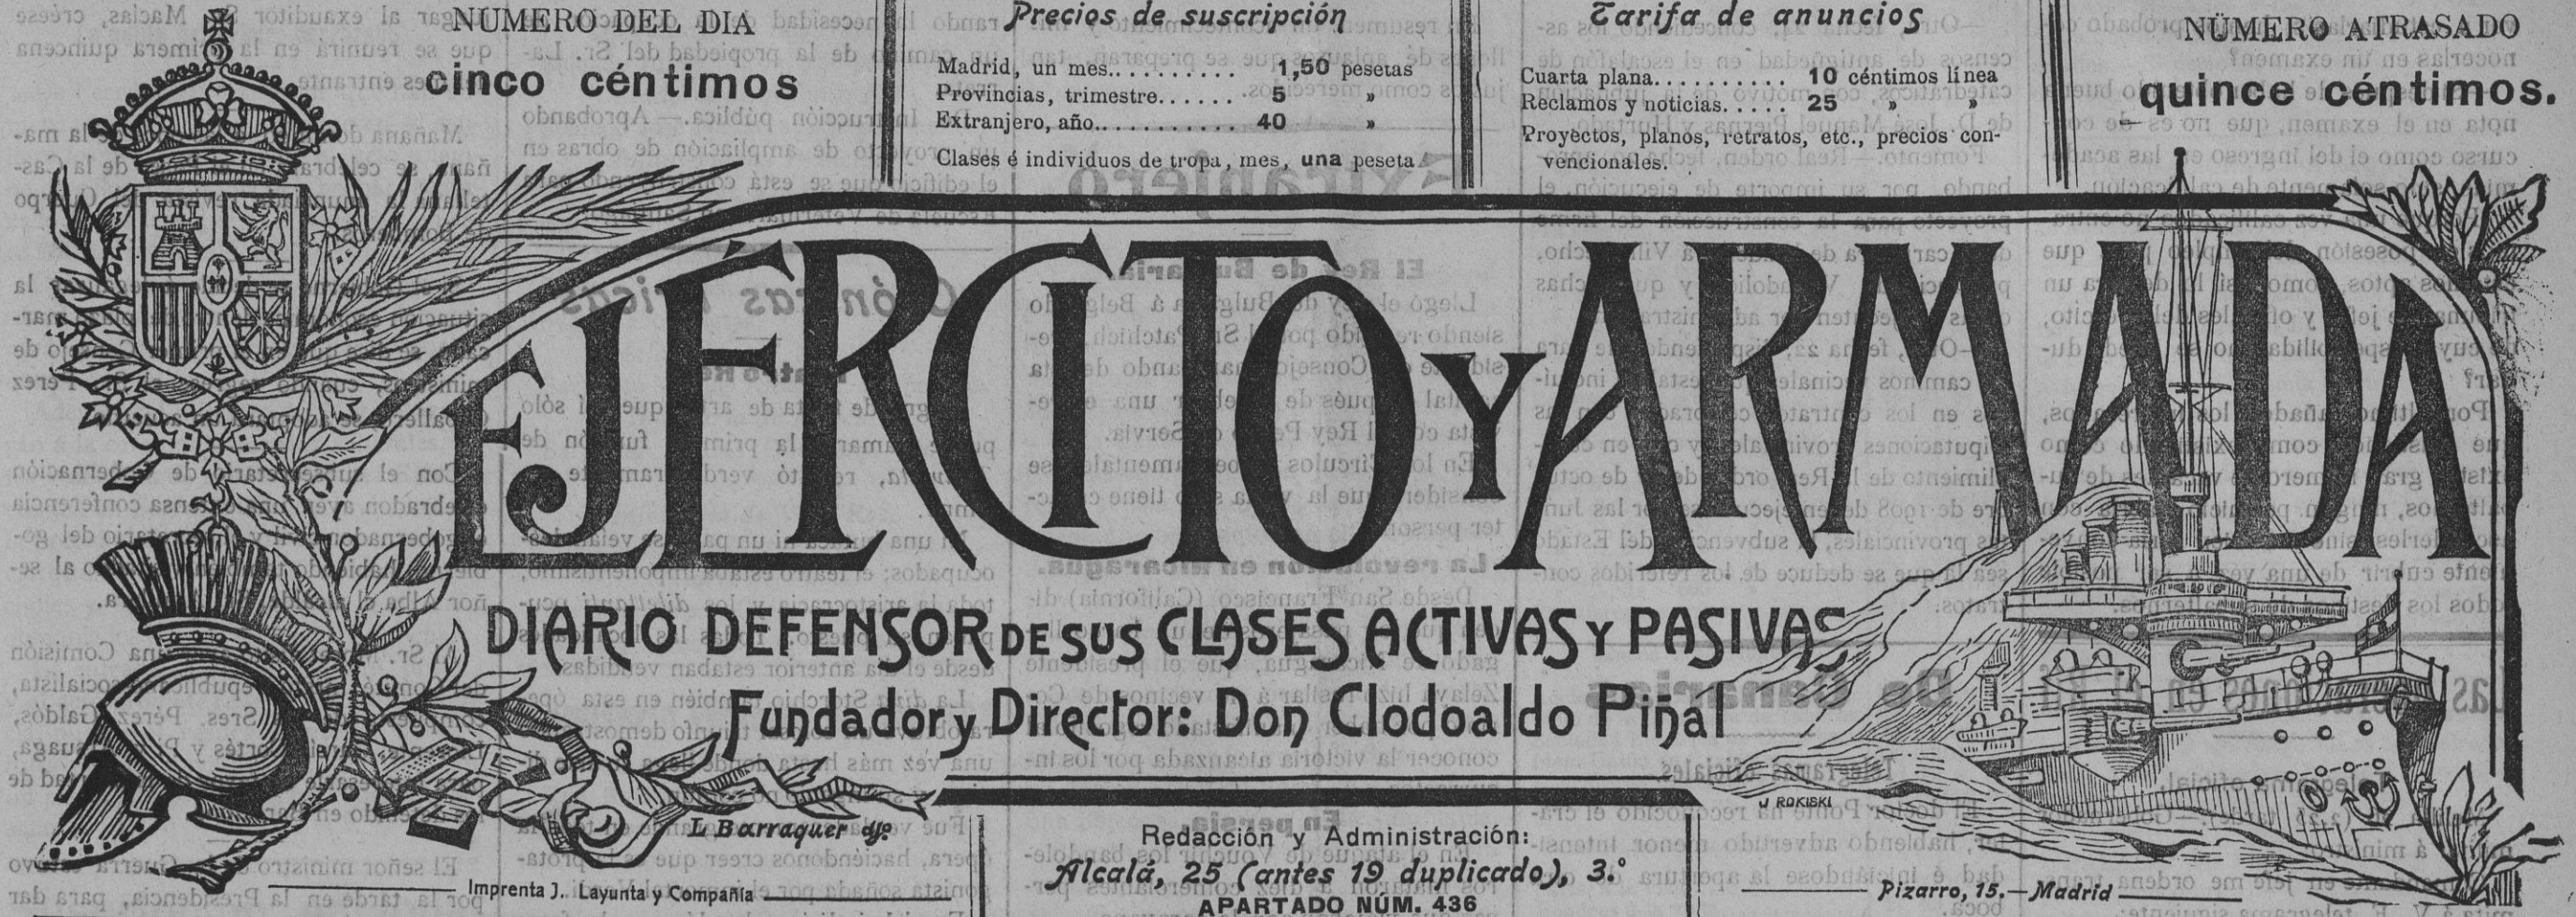 NUMERO DEL DIA
cinco céntimos
Precios de suscripción
Madrid, un mes........... 1,50 pesetas
Provincias, trimestre...... 5 »
Extranjero, año............ 40 »
Clases é individuos de tropa, mes, una peseta
Tarifa de anuncios
Cuarta plana........... 10 céntimos línea
Reclamos y noticias...... 25 » »
Proyectos, planos, retratos, etc., precios con-
vencionales.
NÚMERO ATRASADO
quince céntimos.
EJÉRCITO Y ARMADA
DIARIO DEFENSOR DE SUS CLASES ACTIVAS Y PASIVAS
Fundador y Director: Don Clodoaldo Piñal
J ROKISKI
L Barraquer djo.
Imprenta J. Layunta y Compañía
Redacción y Administración:
Alcalá, 25 (antes 19 duplicado), 3.º
APARTADO NÚM. 436
Pizarro, 15.—Madrid